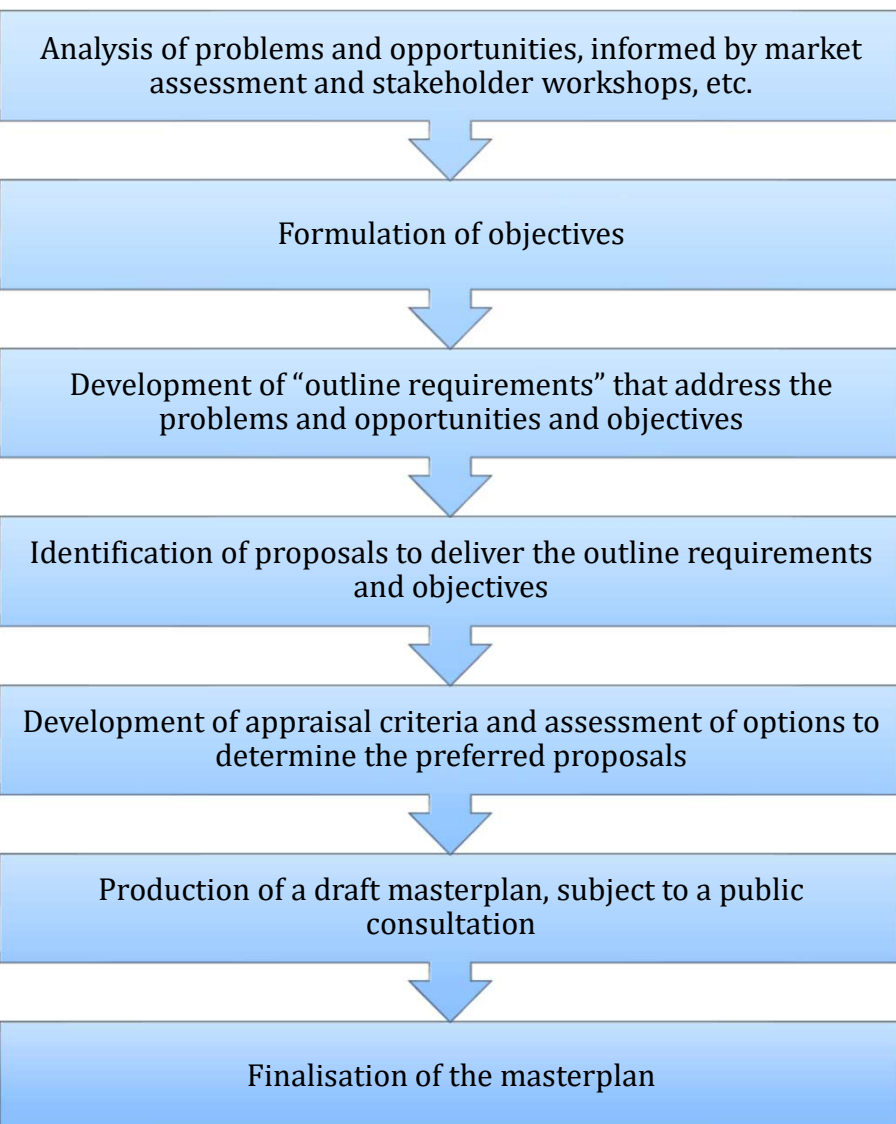 Analysis of problems and opportunities, informed by market
assessment and stakeholder workshops, etc.
Formulation of objectives
Development of “outline requirements” that address the
problems and opportunities and objectives
Identification of proposals to deliver the outline requirements
and objectives
Development of appraisal criteria and assessment of options to
determine the preferred proposals
Production of a draft masterplan, subject to a public
consultation
Finalisation of the masterplan